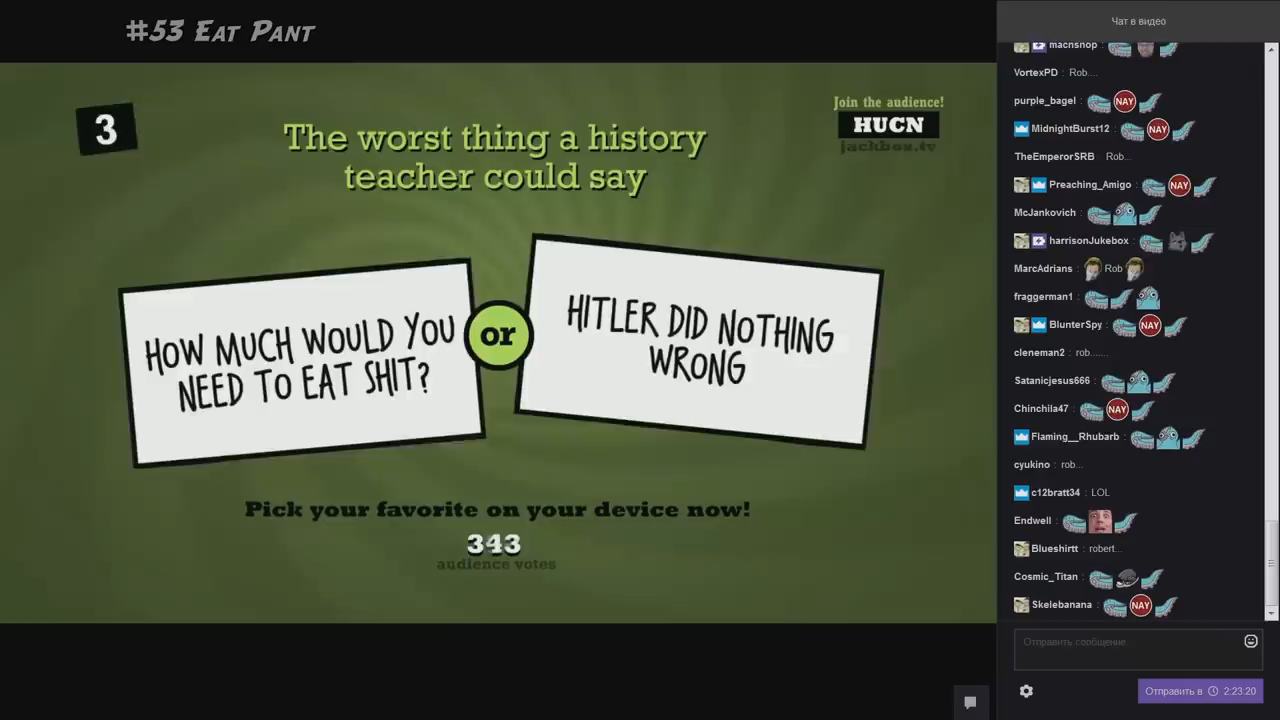 #53 EAT PANT
3
The worst thing a history
teacher could say
Join the audience!
HUCN
jackbox.tv
HOW MUCH WOULD YOU
NEED TO EAT SHIT?
or
HITLER DID NOTHING
WRONG
Pick your favorite on your device now!
343
audience votes
Чат в видео
machshop :
VortexPD : Rob....
purple_bagel : NAY
MidnightBurst12 : NAY
TheEmperorSRB Rob...
Preaching_Amigo : NAY
McJankovich :
harrisonJukebox :
MarcAdrians : Rob
fraggerman1 :
BlunterSpy : NAY
cleneman2 : rob.......
Satanicjesus666 :
Chinchila47 : NAY
Flaming__Rhubarb :
cyukino : rob...
c12bratt34 : LOL
Endwell :
Blueshirtt : robert...
Cosmic_Titan :
Skelebanana : NAY
Отправить сообщение
Отправить в 2:23:20